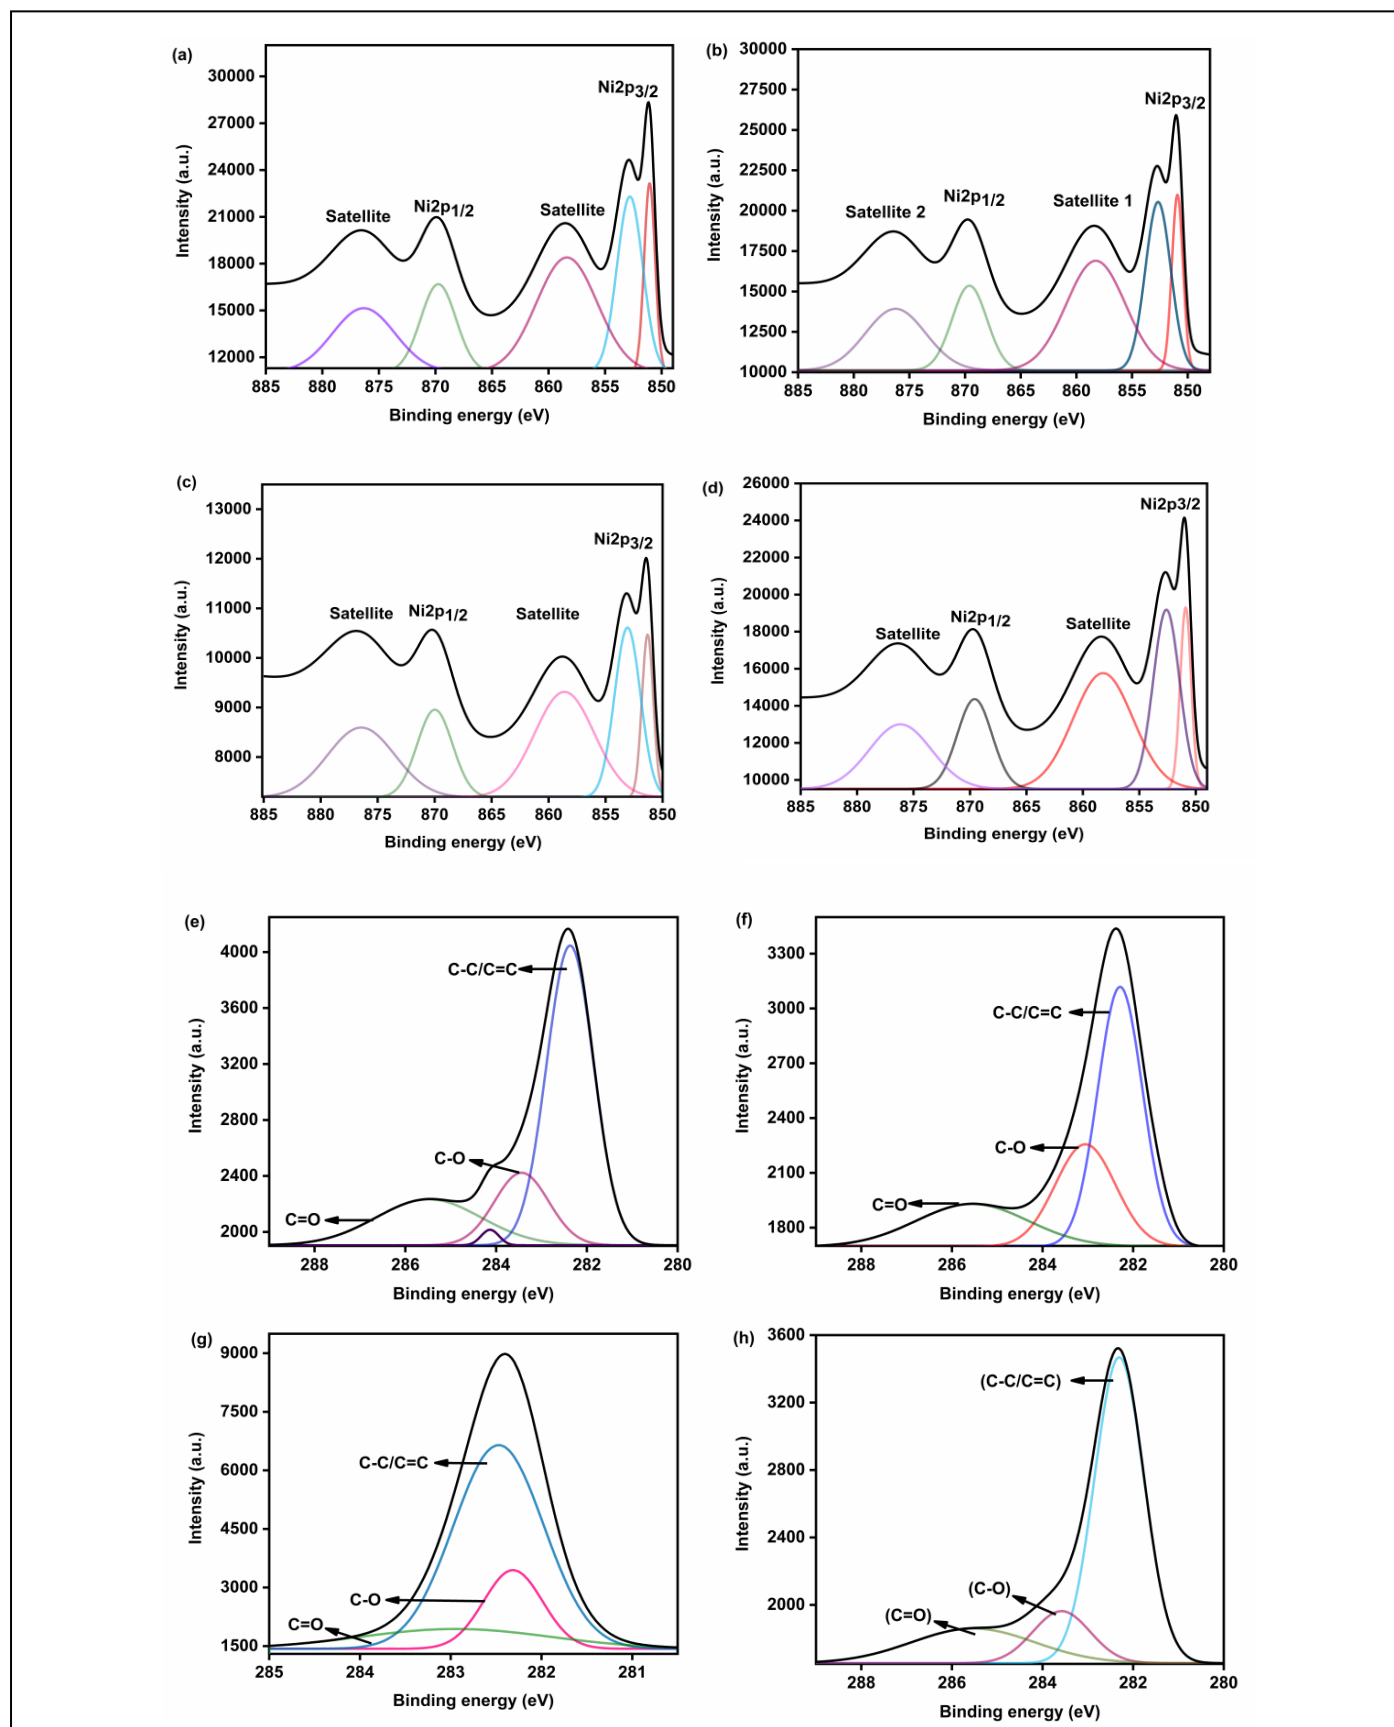 (a)
Ni2p3/2
Ni2p1/2
Satellite
Satellite
Intensity (a.u.)
30000
27000
24000
21000
18000
15000
12000
885 880 875 870 865 860 855 850
Binding energy (eV)
(b)
Ni2p3/2
Ni2p1/2
Satellite 1
Satellite 2
Intensity (a.u.)
30000
27500
25000
22500
20000
17500
15000
12500
10000
885 880 875 870 865 860 855 850
Binding energy (eV)
(c)
Ni2p3/2
Satellite
Ni2p1/2
Satellite
Intensity (a.u.)
13000
12000
11000
10000
9000
8000
885 880 875 870 865 860 855 850
Binding energy (eV)
(d)
Ni2p3/2
Ni2p1/2
Satellite
Satellite
Intensity (a.u.)
26000
24000
22000
20000
18000
16000
14000
12000
10000
885 880 875 870 865 860 855 850
Binding energy (eV)
(e)
C-C/C=C
C-O
C=O
Intensity (a.u.)
4000
3600
3200
2800
2400
2000
288 286 284 282 280
Binding energy (eV)
(f)
C-C/C=C
C-O
C=O
Intensity (a.u.)
3300
3000
2700
2400
2100
1800
288 286 284 282 280
Binding energy (eV)
(g)
C-C/C=C
C-O
C=O
Intensity (a.u.)
9000
7500
6000
4500
3000
1500
285 284 283 282 281
Binding energy (eV)
(h)
(C-C/C=C)
(C-O)
(C=O)
Intensity (a.u.)
3600
3200
2800
2400
2000
288 286 284 282 280
Binding energy (eV)